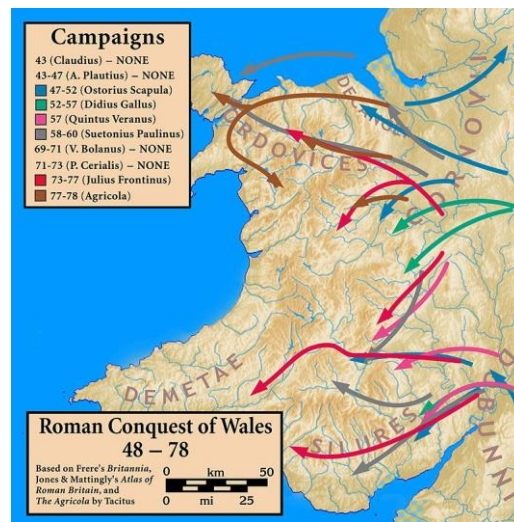 Campaigns
43 (Claudius) – NONE
43-47 (A. Plautius) – NONE
47-52 (Ostorius Scapula)
52-57 (Didius Gallus)
57 (Quintus Veranus)
58-60 (Suetonius Paulinus)
69-71 (V. Bolanus) – NONE
71-73 (P. Cerialis) – NONE
73-77 (Julius Frontinus)
77-78 (Agricola)
ORDOVICES
CORNOVII
DEMETAE
SILURES
Roman Conquest of Wales
48 – 78
Based on Frere's Britannia,
Jones & Mattingly's Atlas of
Roman Britain, and
The Agricola by Tacitus
0 km 50
0 mi 25